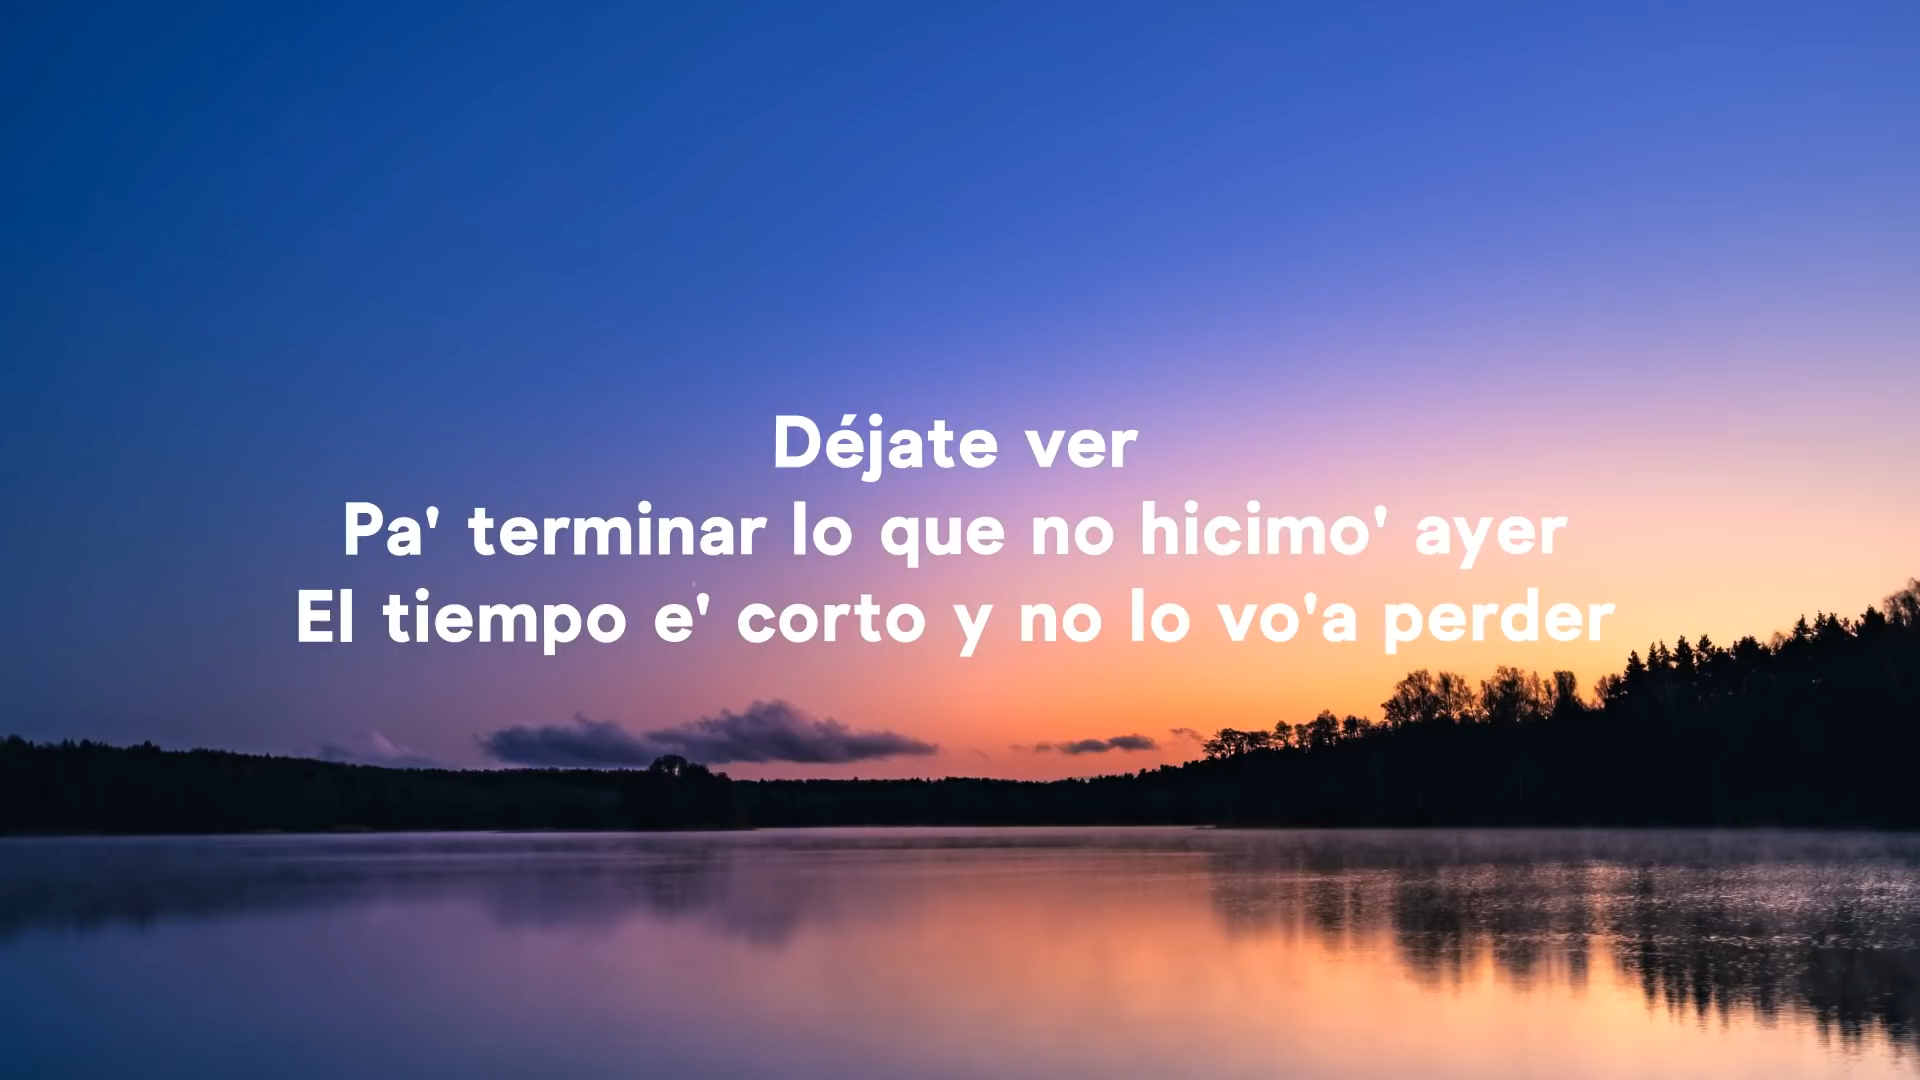 Déjate ver
Pa' terminar lo que no hicimo' ayer
El tiempo e' corto y no lo vo'a perder